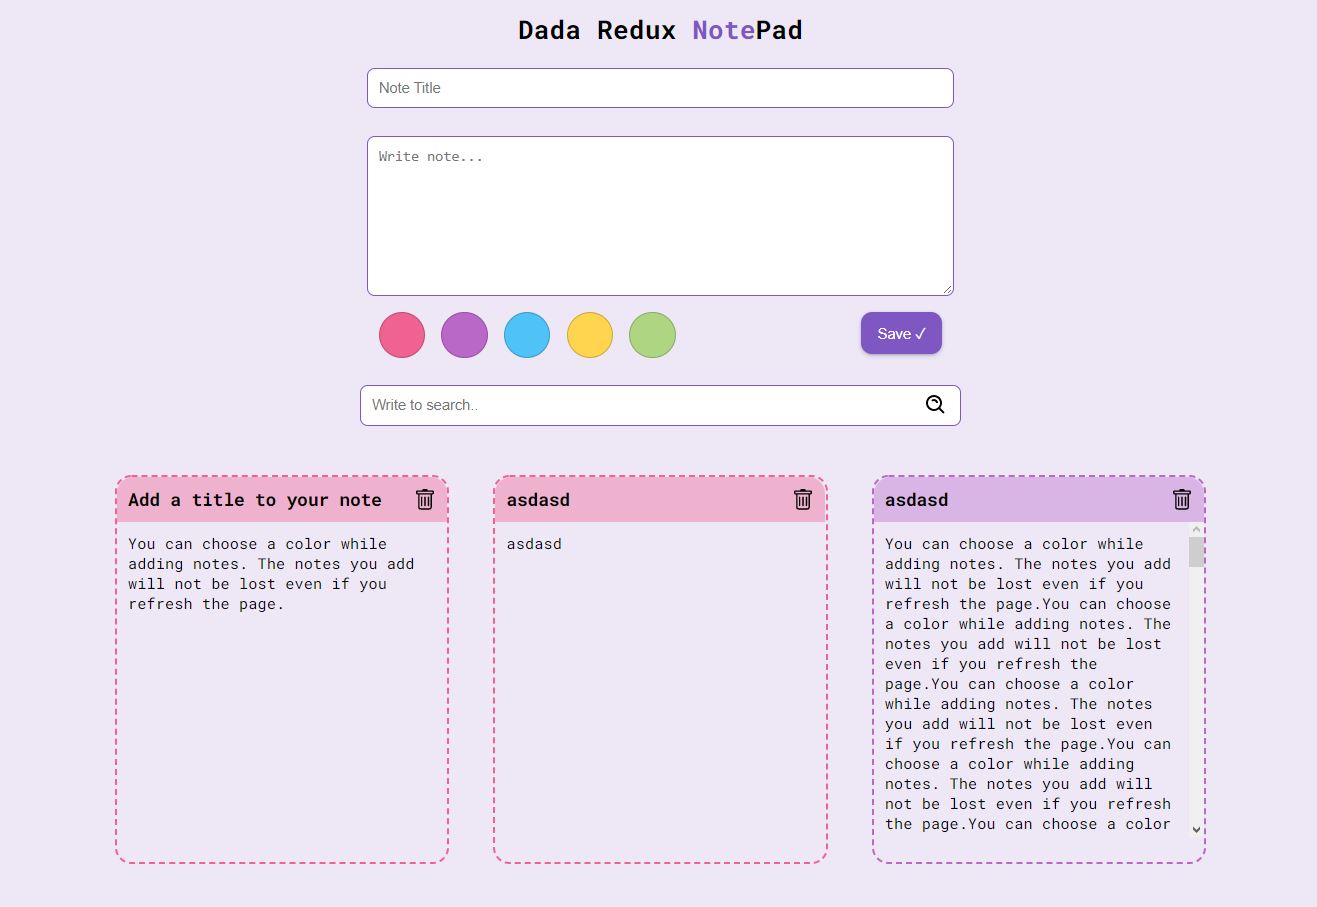 Dada Redux NotePad
Note Title
Write note...
Save ✓
Write to search..
Add a title to your note
You can choose a color while
adding notes. The notes you add
will not be lost even if you
refresh the page.
asdasd
asdasd
asdasd
You can choose a color while
adding notes. The notes you add
will not be lost even if you
refresh the page.You can choose
a color while adding notes. The
notes you add will not be lost
even if you refresh the
page.You can choose a color
while adding notes. The notes
you add will not be lost even
if you refresh the page.You can
choose a color while adding
notes. The notes you add will
not be lost even if you refresh
the page.You can choose a color